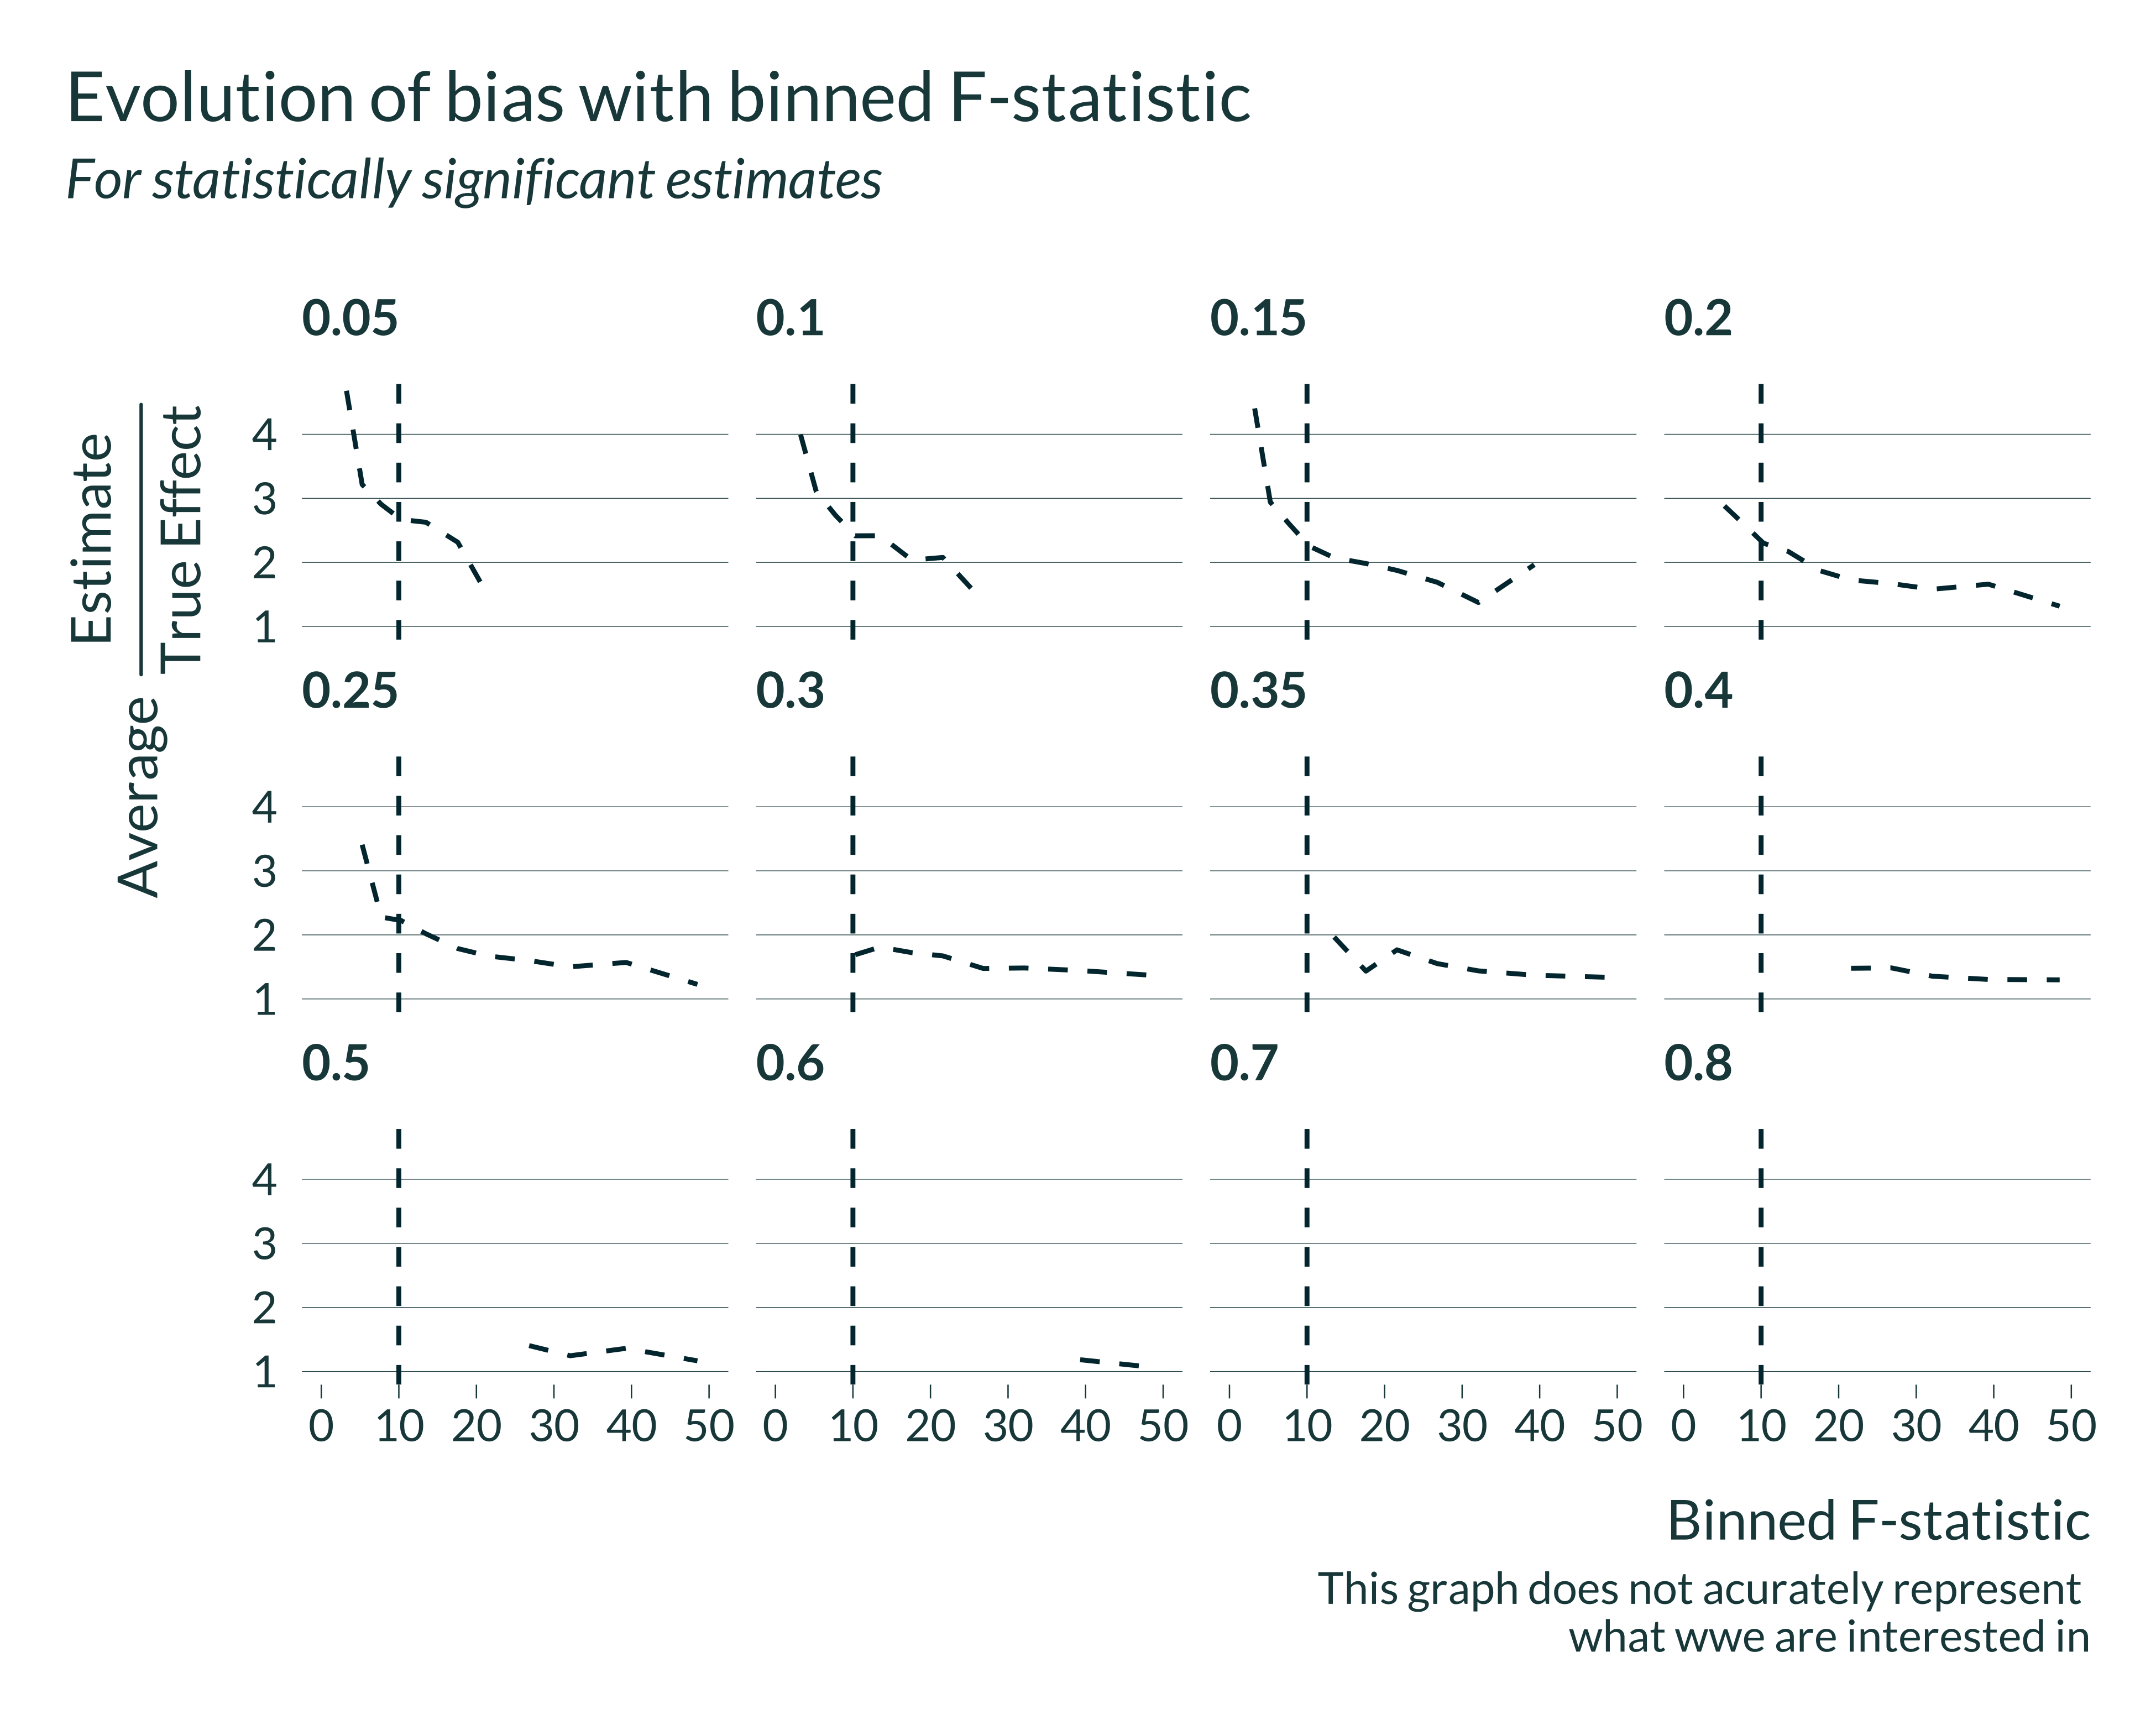 Evolution of bias with binned F-statistic
For statistically significant estimates
Average
Estimate
True Effect
0.05 0.1 0.15 0.2
4
3
2
1
0.25 0.3 0.35 0.4
4
3
2
1
0.5 0.6 0.7 0.8
4
3
2
1
0 10 20 30 40 50 0 10 20 30 40 50 0 10 20 30 40 50 0 10 20 30 40 50
Binned F-statistic
This graph does not acurately represent
what wwe are interested in